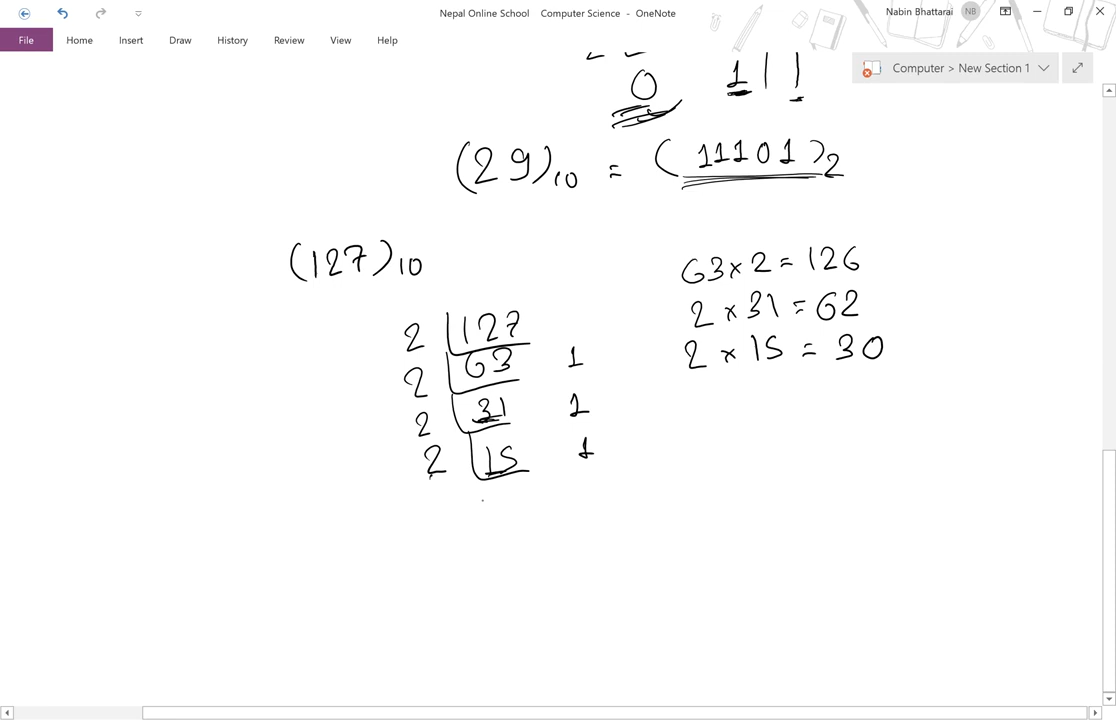 Nepal Online School Computer Science - OneNote
Nabin Bhattarai NB
File Home Insert Draw History Review View Help
Computer > New Section 1
0 1 1 1
(29)10 = (11101)2
(127)10
63 x 2 = 126
2 x 31 = 62
2 x 15 = 30
2 127
2 63 1
2 31 1
2 15 1